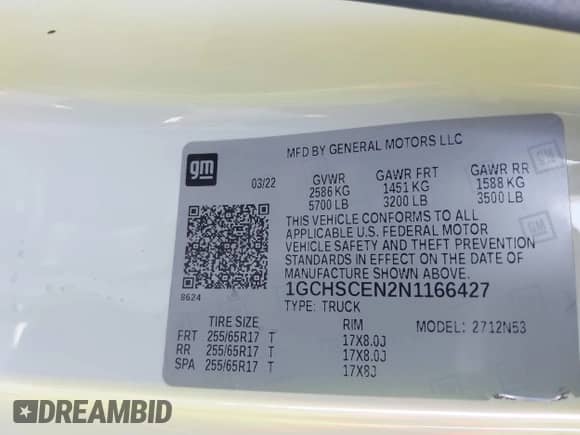 MFD BY GENERAL MOTORS LLC
gm
03/22
GVWR GAWR FRT GAWR RR
2586 KG 1451 KG 1588 KG
5700 LB 3200 LB 3500 LB
THIS VEHICLE CONFORMS TO ALL
APPLICABLE U.S. FEDERAL MOTOR
VEHICLE SAFETY AND THEFT PREVENTION
STANDARDS IN EFFECT ON THE DATE OF
MANUFACTURE SHOWN ABOVE.
8624
1GCHSCEN2N1166427
TYPE: TRUCK
TIRE SIZE RIM MODEL: 2712N53
FRT 255/65R17 T 17X8.0J
RR 255/65R17 T 17X8.0J
SPA 255/65R17 T 17X8J
DREAMBID